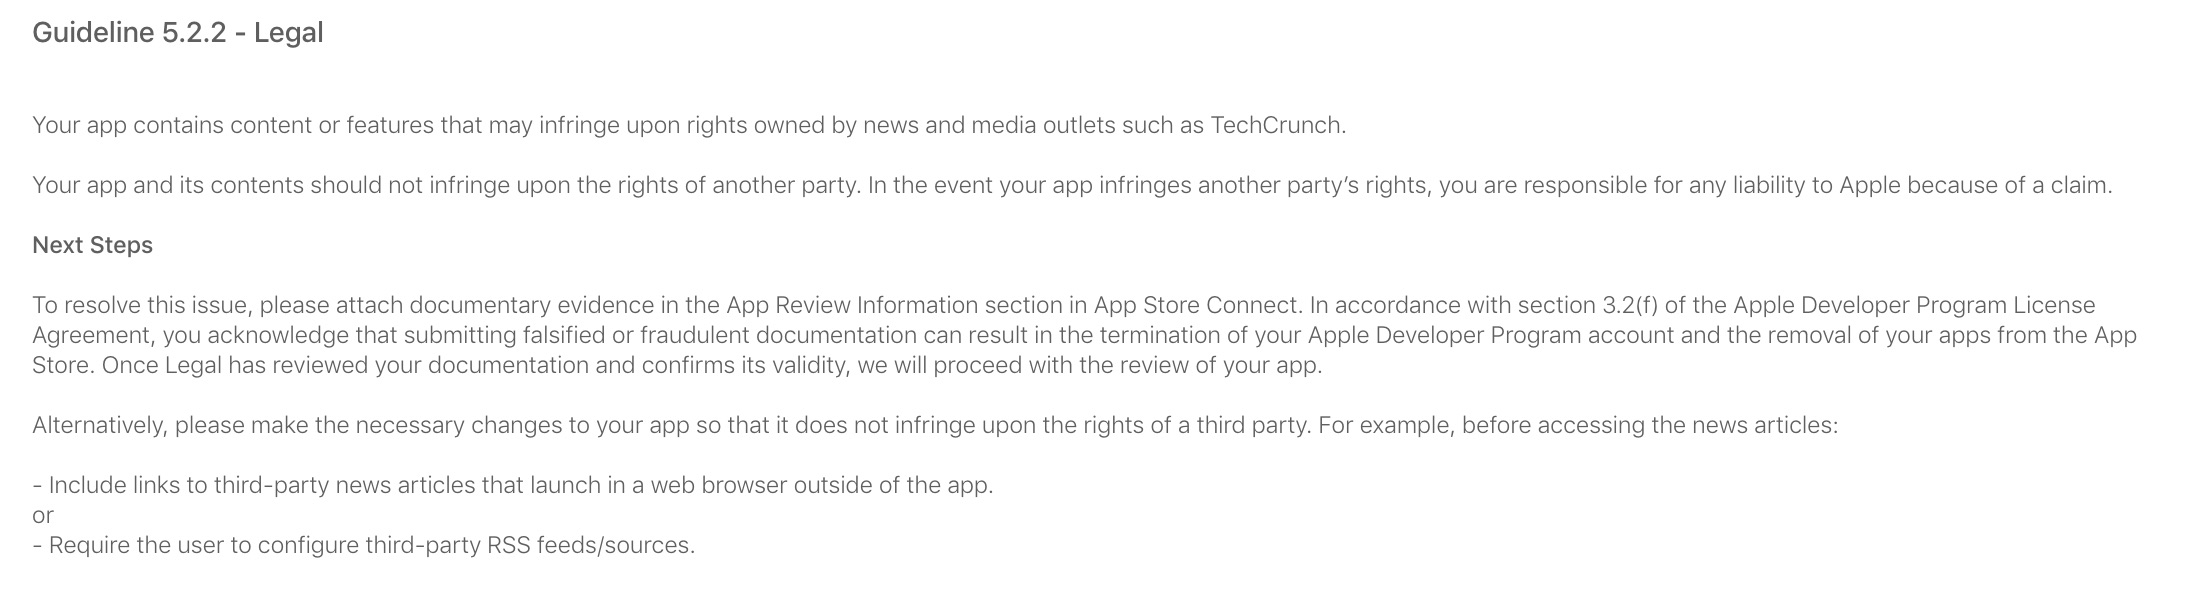 Guideline 5.2.2 - Legal
Your app contains content or features that may infringe upon rights owned by news and media outlets such as TechCrunch.
Your app and its contents should not infringe upon the rights of another party. In the event your app infringes another party’s rights, you are responsible for any liability to Apple because of a claim.
Next Steps
To resolve this issue, please attach documentary evidence in the App Review Information section in App Store Connect. In accordance with section 3.2(f) of the Apple Developer Program License
Agreement, you acknowledge that submitting falsified or fraudulent documentation can result in the termination of your Apple Developer Program account and the removal of your apps from the App
Store. Once Legal has reviewed your documentation and confirms its validity, we will proceed with the review of your app.
Alternatively, please make the necessary changes to your app so that it does not infringe upon the rights of a third party. For example, before accessing the news articles:
- Include links to third-party news articles that launch in a web browser outside of the app.
or
- Require the user to configure third-party RSS feeds/sources.